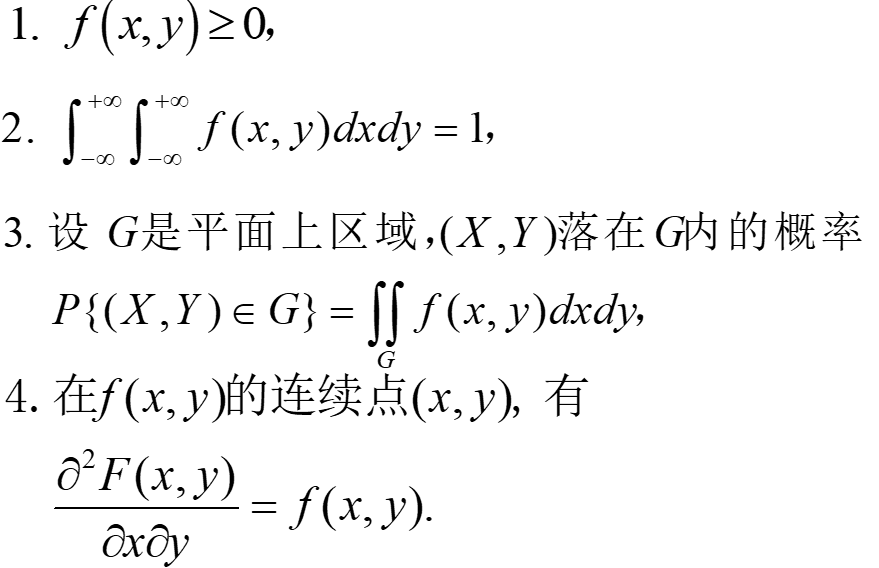 1. f(x,y)≥0,
2. ∫_{-∞}^{+∞}∫_{-∞}^{+∞} f(x,y)dxdy = 1,
3. 设 G是平面上区域,(X,Y)落在G内的概率
P{(X,Y)∈G} = ∬_G f(x,y)dxdy,
4. 在f(x,y)的连续点(x,y), 有
∂²F(x,y)/∂x∂y = f(x,y).